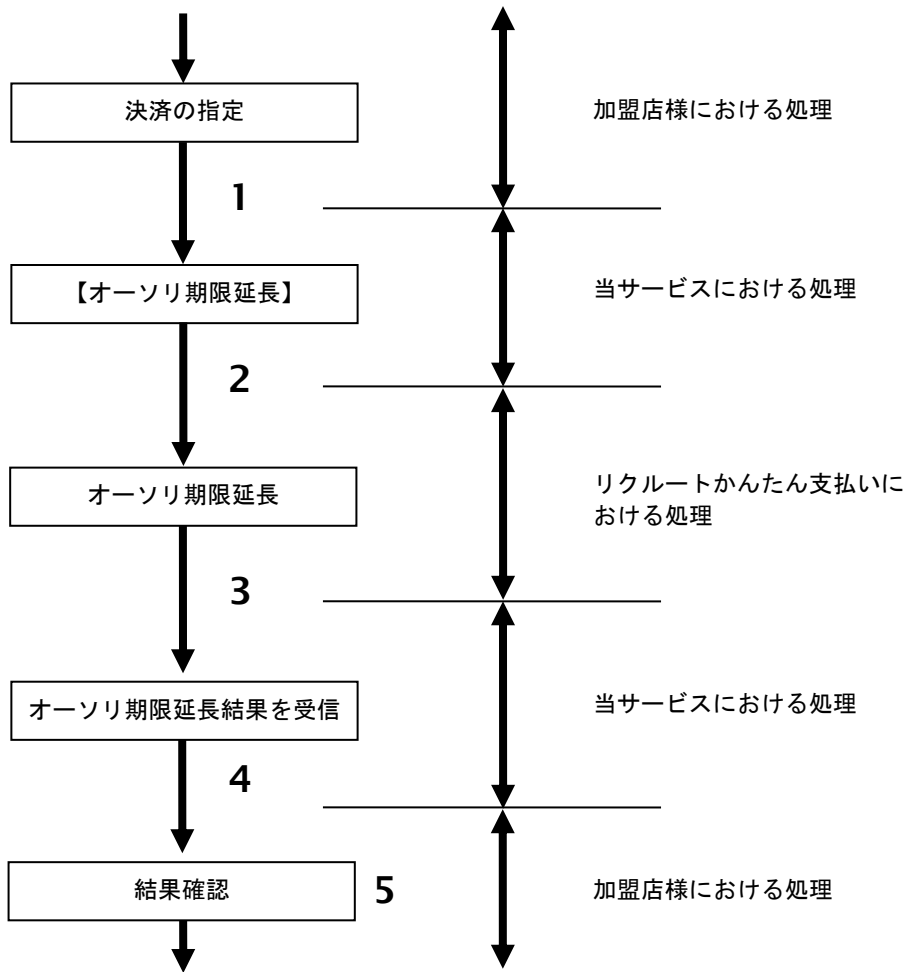 決済の指定
加盟店様における処理
1
【オーソリ期限延長】
当サービスにおける処理
2
オーソリ期限延長
リクルートかんたん支払いに
おける処理
3
オーソリ期限延長結果を受信
当サービスにおける処理
4
結果確認
5
加盟店様における処理